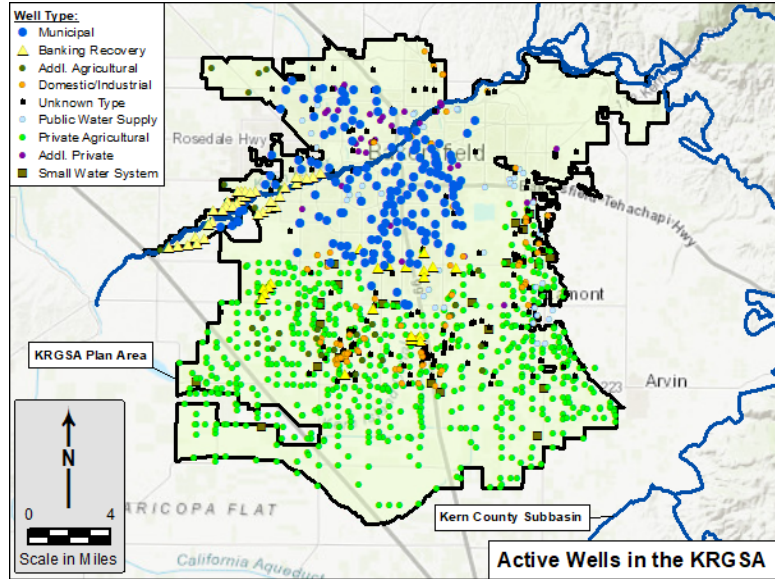 Well Type:
Municipal
Banking Recovery
Addl. Agricultural
Domestic/Industrial
Unknown Type
Public Water Supply
Private Agricultural
Addl. Private
Small Water System
Rosedale Hwy
Tehachapi Hwy
KRGSA Plan Area
223
Arvin
N
0 4
Scale in Miles
ARICOPA FLAT
Kern County Subbasin
California Aqueduct
Active Wells in the KRGSA